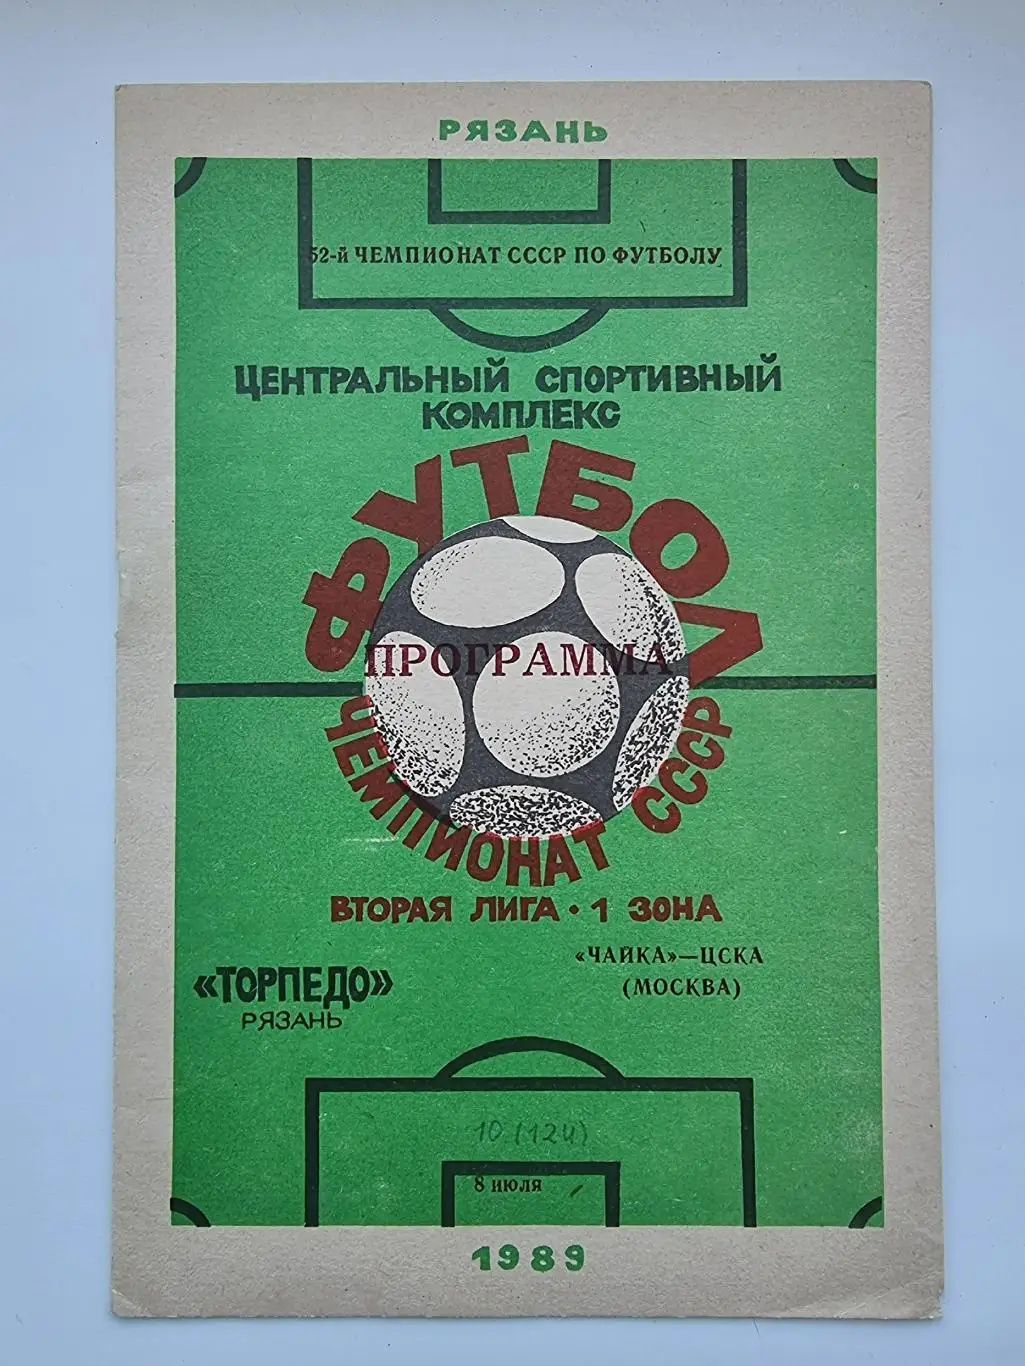 РЯЗАНЬ
52-й ЧЕМПИОНАТ СССР ПО ФУТБОЛУ
ЦЕНТРАЛЬНЫЙ СПОРТИВНЫЙ
КОМПЛЕКС
ФУТБОЛ
ПРОГРАММА
ЧЕМПИОНАТ СССР
ВТОРАЯ ЛИГА • 1 ЗОНА
«ЧАЙКА»—ЦСКА
(МОСКВА)
«ТОРПЕДО»
РЯЗАНЬ
10 (12ч)
8 июля
1989